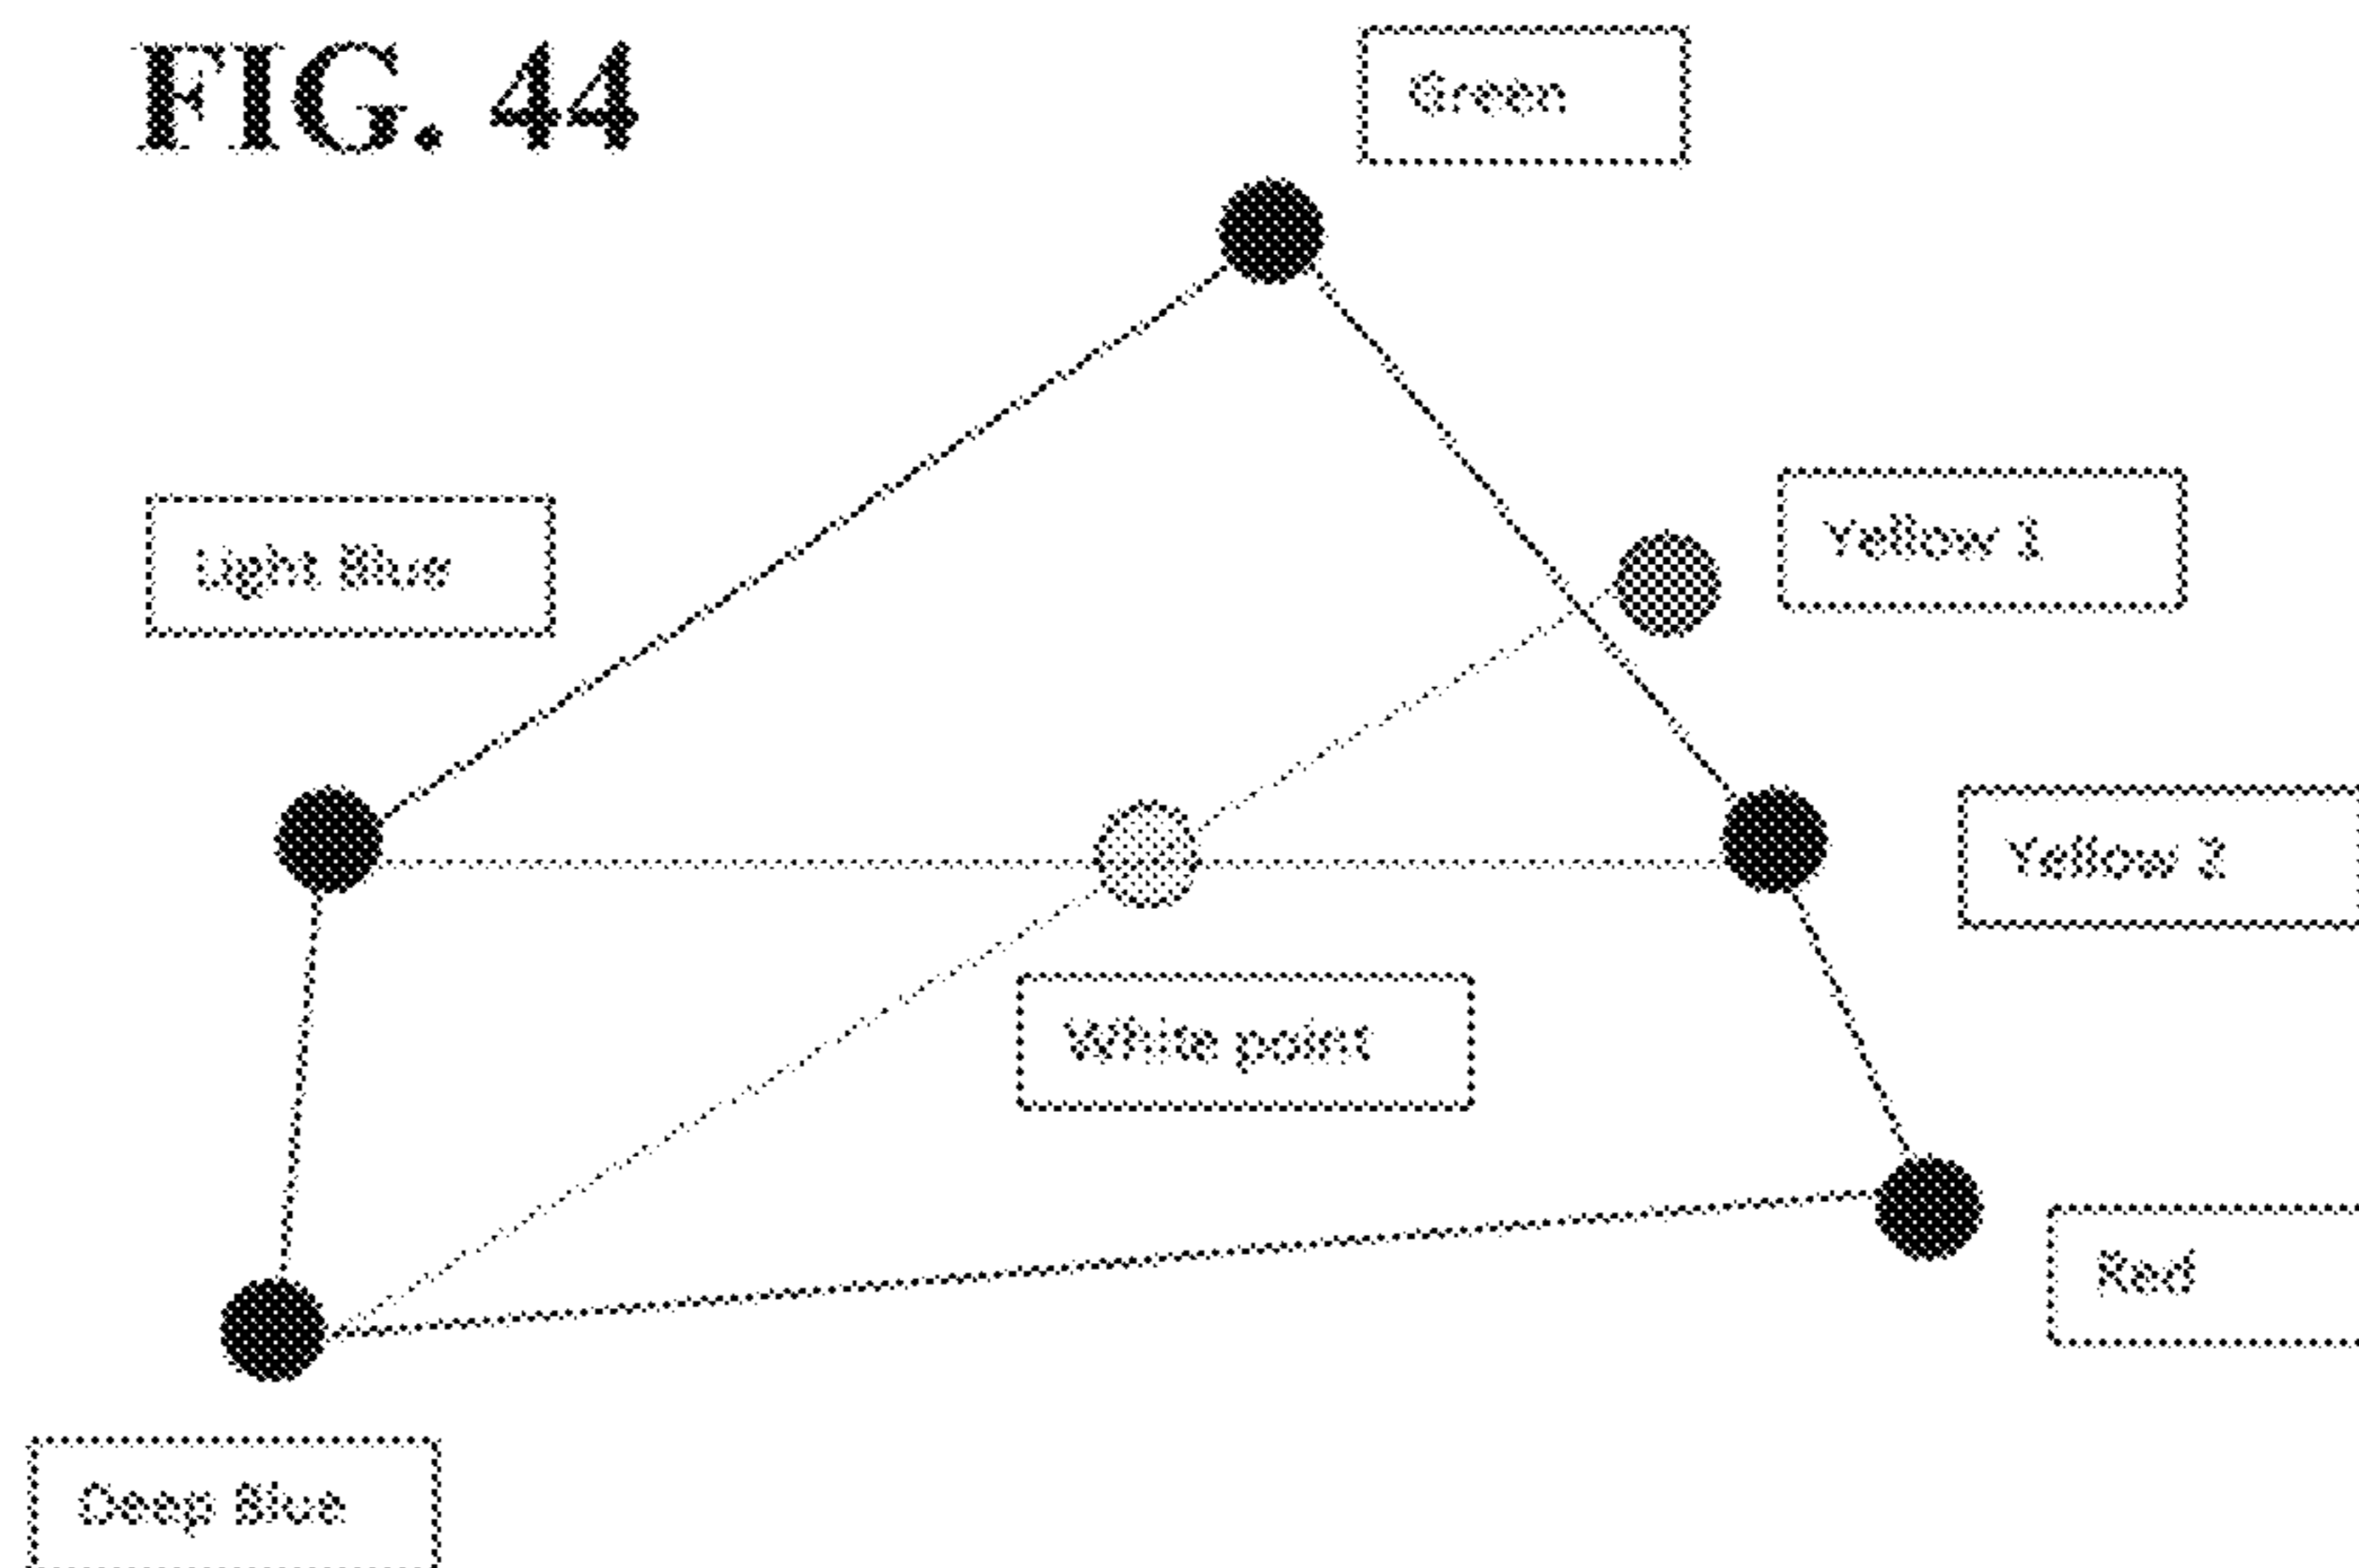 FIG. 44
Green
Yellow 1
Light Blue
Yellow 2
White point
Red
Deep Blue